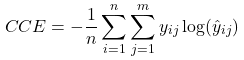 $CCE = -\frac{1}{n} \sum_{i=1}^{n} \sum_{j=1}^{m} y_{ij} \log(\hat{y}_{ij})$